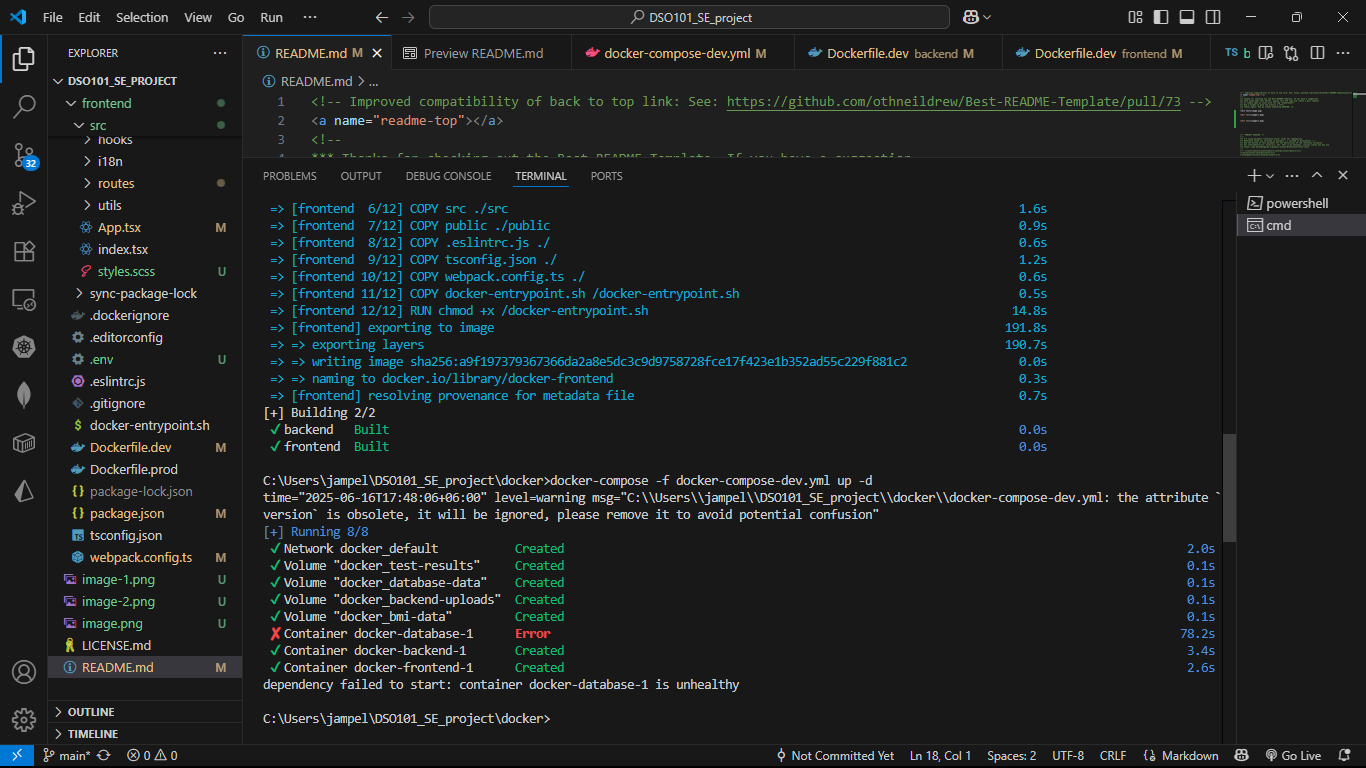 File Edit Selection View Go Run ··· DSO101_SE_project
EXPLORER ···
DSO101_SE_PROJECT
frontend
src
hooks
i18n
routes
utils
App.tsx M
index.tsx
styles.scss U
sync-package-lock
.dockerignore
.editorconfig
.env U
.eslintrc.js
.gitignore
docker-entrypoint.sh
Dockerfile.dev M
Dockerfile.prod
package-lock.json
package.json M
tsconfig.json
webpack.config.ts M
image-1.png U
image-2.png U
image.png U
LICENSE.md
README.md M
OUTLINE
TIMELINE
32
README.md M Preview README.md docker-compose-dev.yml M Dockerfile.dev backend M Dockerfile.dev frontend M TS b
README.md > ...
1 <!-- Improved compatibility of back to top link: See: https://github.com/othneildrew/Best-README-Template/pull/73 -->
2 <a name="readme-top"></a>
3 <!--
4 *** Thanks for checking out the Best-README-Template. If you have a suggestion
PROBLEMS OUTPUT DEBUG CONSOLE TERMINAL PORTS
powershell
cmd
=> [frontend  6/12] COPY src ./src 1.6s
=> [frontend  7/12] COPY public ./public 0.9s
=> [frontend  8/12] COPY .eslintrc.js ./ 0.6s
=> [frontend  9/12] COPY tsconfig.json ./ 1.2s
=> [frontend 10/12] COPY webpack.config.ts ./ 0.6s
=> [frontend 11/12] COPY docker-entrypoint.sh /docker-entrypoint.sh 0.5s
=> [frontend 12/12] RUN chmod +x /docker-entrypoint.sh 14.8s
=> [frontend] exporting to image 191.8s
=> => exporting layers 190.7s
=> => writing image sha256:a9f197379367366da2a8e5dc3c9d9758728fce17f423e1b352ad55c229f881c2 0.0s
=> => naming to docker.io/library/docker-frontend 0.3s
=> [frontend] resolving provenance for metadata file 0.7s
[+] Building 2/2
✔ backend Built 0.0s
✔ frontend Built 0.0s
C:\Users\jampel\DSO101_SE_project\docker>docker-compose -f docker-compose-dev.yml up -d
time="2025-06-16T17:48:06+06:00" level=warning msg="C:\\Users\\jampel\\DSO101_SE_project\\docker\\docker-compose-dev.yml: the attribute `
version` is obsolete, it will be ignored, please remove it to avoid potential confusion"
[+] Running 8/8
✔ Network docker_default Created 2.0s
✔ Volume "docker_test-results" Created 0.1s
✔ Volume "docker_database-data" Created 0.1s
✔ Volume "docker_backend-uploads" Created 0.1s
✔ Volume "docker_bmi-data" Created 0.1s
✘ Container docker-database-1 Error 78.2s
✔ Container docker-backend-1 Created 3.4s
✔ Container docker-frontend-1 Created 2.6s
dependency failed to start: container docker-database-1 is unhealthy
C:\Users\jampel\DSO101_SE_project\docker>
main* 0 0 Not Committed Yet Ln 18, Col 1 Spaces: 2 UTF-8 CRLF Markdown Go Live